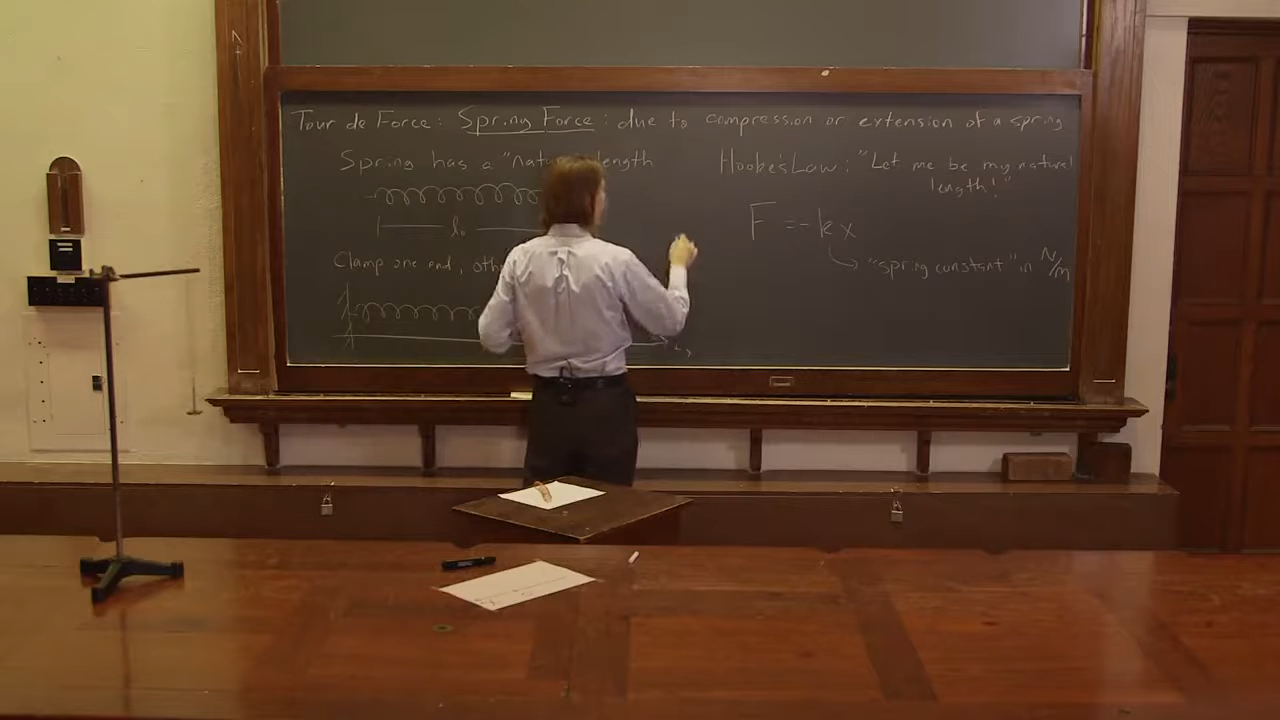 Tour de Force: Spring Force: due to compression or extension of a spring
Spring has a "natu length
l₀
Clamp one end, oth
x
Hooke's Law: "Let me be my natural
length!"
F = -kx
"spring constant" in N/m